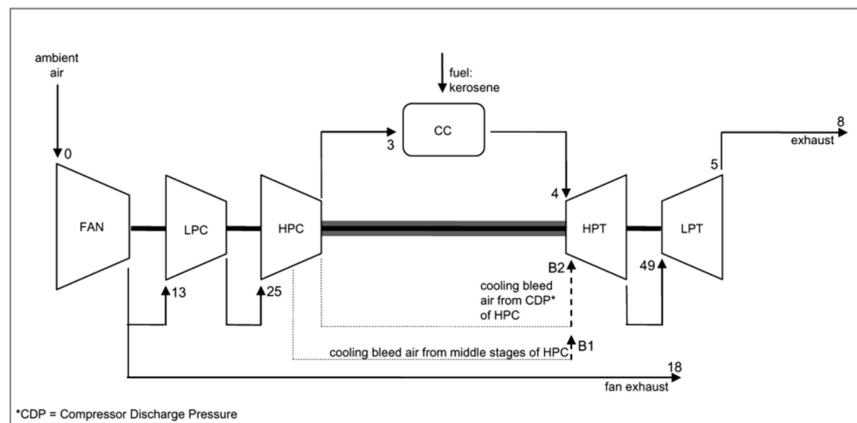 ambient
air
0
FAN
13
LPC
25
HPC
3
fuel:
kerosene
CC
4
HPT
49
LPT
5
8
exhaust
B2
cooling bleed
air from CDP*
of HPC
B1
cooling bleed air from middle stages of HPC
18
fan exhaust
*CDP = Compressor Discharge Pressure